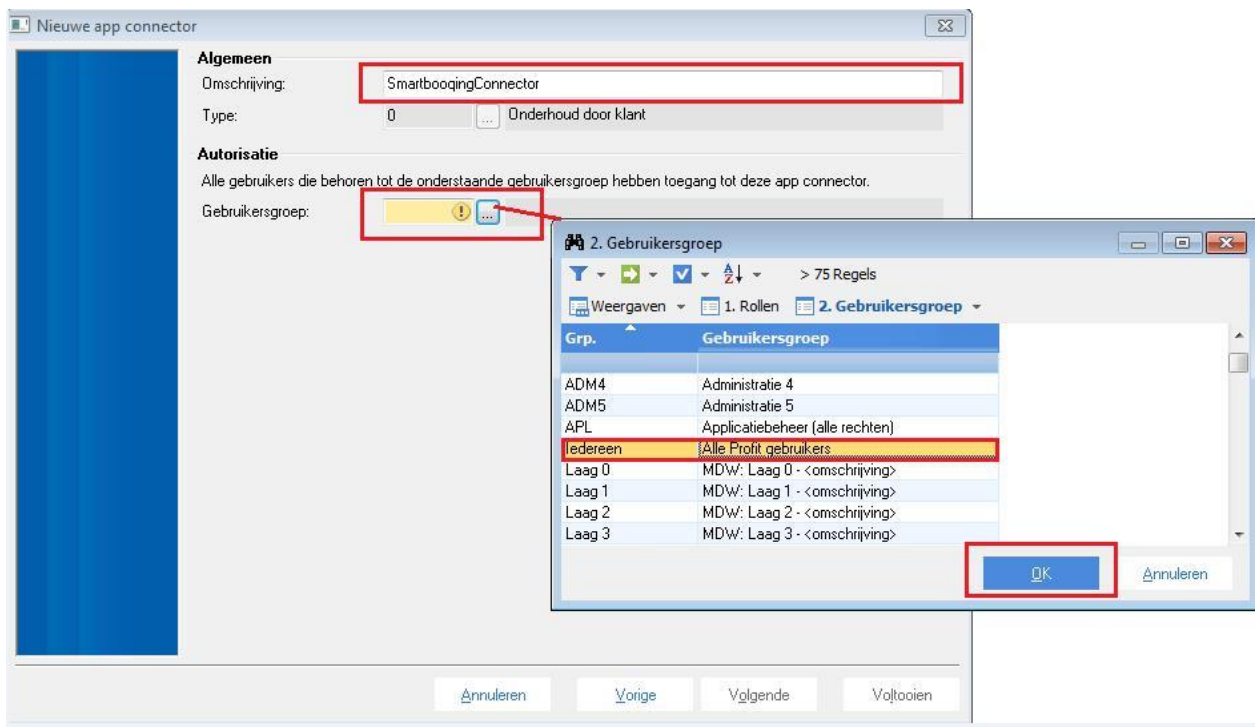 Nieuwe app connector
Algemeen
Omschrijving: SmartbooqingConnector
Type: 0 ... Onderhoud door klant
Autorisatie
Alle gebruikers die behoren tot de onderstaande gebruikersgroep hebben toegang tot deze app connector.
Gebruikersgroep: ...
2. Gebruikersgroep
> 75 Regels
Weergaven 1. Rollen 2. Gebruikersgroep
Grp. Gebruikersgroep
ADM4 Administratie 4
ADM5 Administratie 5
APL Applicatiebeheer (alle rechten)
Iedereen Alle Profit gebruikers
Laag 0 MDW: Laag 0 - <omschrijving>
Laag 1 MDW: Laag 1 - <omschrijving>
Laag 2 MDW: Laag 2 - <omschrijving>
Laag 3 MDW: Laag 3 - <omschrijving>
OK Annuleren
Annuleren Vorige Volgende Voltooien